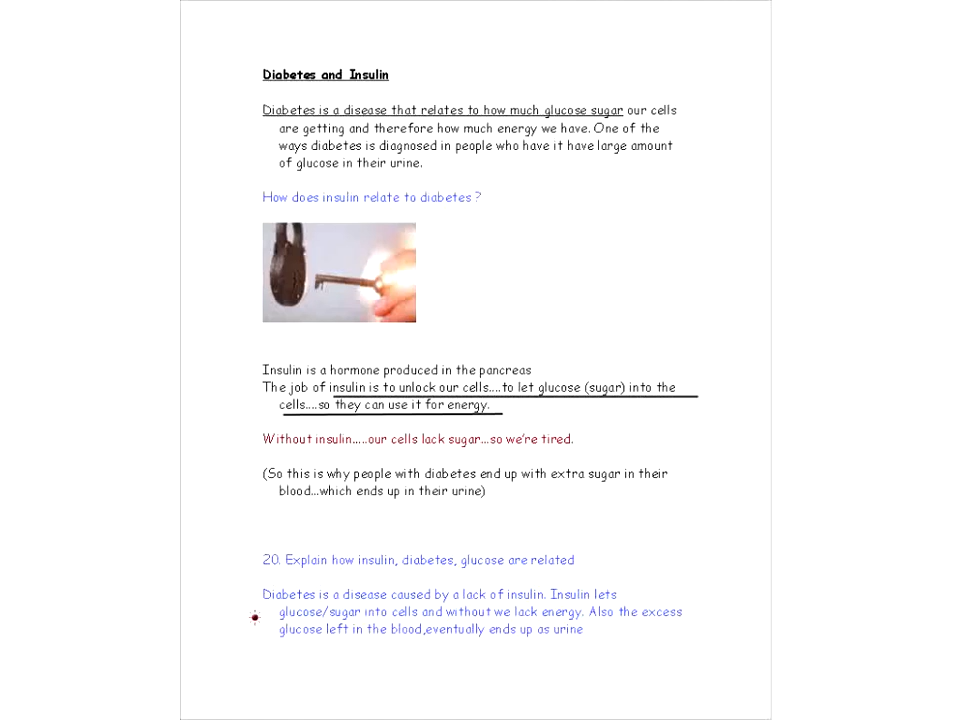 Diabetes and Insulin
Diabetes is a disease that relates to how much glucose sugar our cells
are getting and therefore how much energy we have. One of the
ways diabetes is diagnosed in people who have it have large amount
of glucose in their urine.
How does insulin relate to diabetes ?
Insulin is a hormone produced in the pancreas
The job of insulin is to unlock our cells....to let glucose (sugar) into the
cells....so they can use it for energy.
Without insulin.....our cells lack sugar...so we're tired.
(So this is why people with diabetes end up with extra sugar in their
blood...which ends up in their urine)
20. Explain how insulin, diabetes, glucose are related
Diabetes is a disease caused by a lack of insulin. Insulin lets
glucose/sugar into cells and without we lack energy. Also the excess
glucose left in the blood,eventually ends up as urine